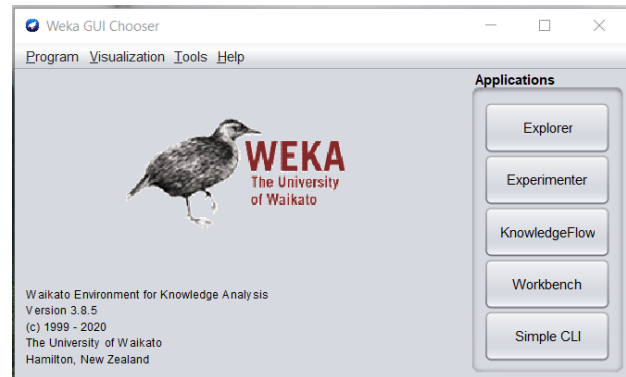 Weka GUI Chooser
Program Visualization Tools Help
Applications
WEKA
The University
of Waikato
Explorer
Experimenter
KnowledgeFlow
Workbench
Simple CLI
Waikato Environment for Knowledge Analysis
Version 3.8.5
(c) 1999 - 2020
The University of Waikato
Hamilton, New Zealand